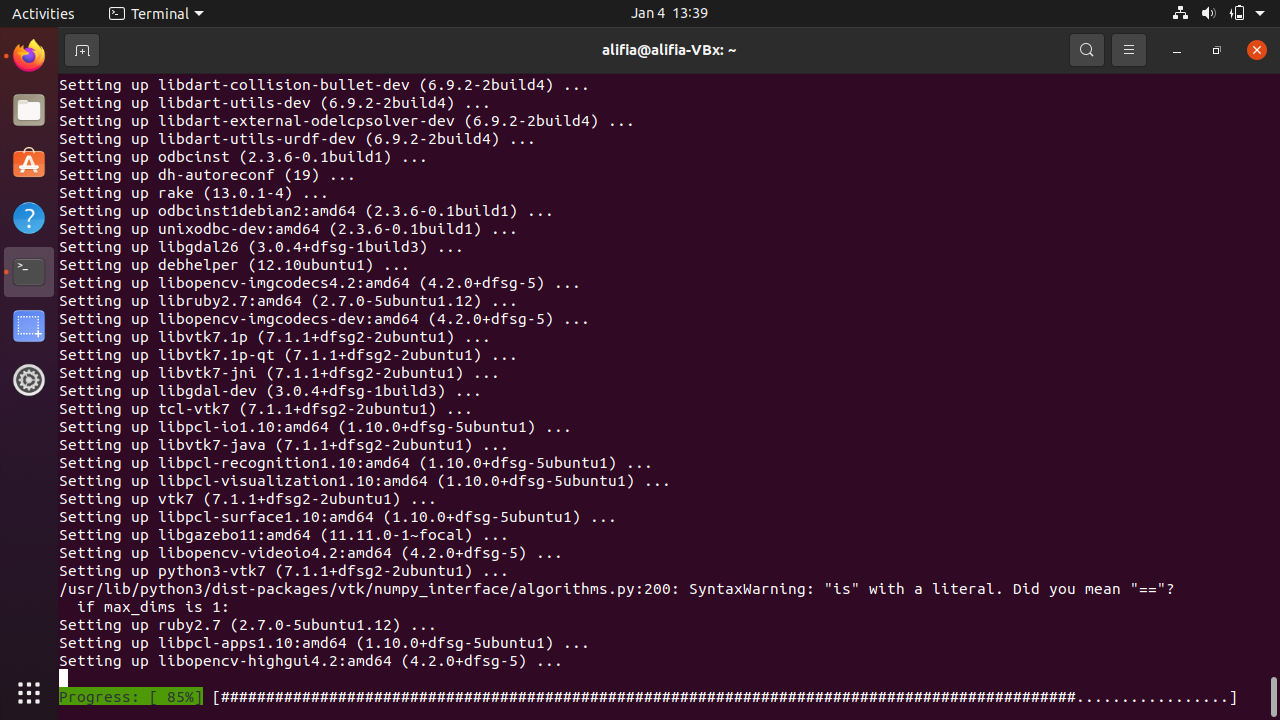 Activities
Terminal
Jan 4 13:39
alifia@alifia-VBx: ~
Setting up libdart-collision-bullet-dev (6.9.2-2build4) ...
Setting up libdart-utils-dev (6.9.2-2build4) ...
Setting up libdart-external-odelcpsolver-dev (6.9.2-2build4) ...
Setting up libdart-utils-urdf-dev (6.9.2-2build4) ...
Setting up odbcinst (2.3.6-0.1build1) ...
Setting up dh-autoreconf (19) ...
Setting up rake (13.0.1-4) ...
Setting up odbcinst1debian2:amd64 (2.3.6-0.1build1) ...
Setting up unixodbc-dev:amd64 (2.3.6-0.1build1) ...
Setting up libgdal26 (3.0.4+dfsg-1build3) ...
Setting up debhelper (12.10ubuntu1) ...
Setting up libopencv-imgcodecs4.2:amd64 (4.2.0+dfsg-5) ...
Setting up libruby2.7:amd64 (2.7.0-5ubuntu1.12) ...
Setting up libopencv-imgcodecs-dev:amd64 (4.2.0+dfsg-5) ...
Setting up libvtk7.1p (7.1.1+dfsg2-2ubuntu1) ...
Setting up libvtk7.1p-qt (7.1.1+dfsg2-2ubuntu1) ...
Setting up libvtk7-jni (7.1.1+dfsg2-2ubuntu1) ...
Setting up libgdal-dev (3.0.4+dfsg-1build3) ...
Setting up tcl-vtk7 (7.1.1+dfsg2-2ubuntu1) ...
Setting up libpcl-io1.10:amd64 (1.10.0+dfsg-5ubuntu1) ...
Setting up libvtk7-java (7.1.1+dfsg2-2ubuntu1) ...
Setting up libpcl-recognition1.10:amd64 (1.10.0+dfsg-5ubuntu1) ...
Setting up libpcl-visualization1.10:amd64 (1.10.0+dfsg-5ubuntu1) ...
Setting up vtk7 (7.1.1+dfsg2-2ubuntu1) ...
Setting up libpcl-surface1.10:amd64 (1.10.0+dfsg-5ubuntu1) ...
Setting up libgazebo11:amd64 (11.11.0-1~focal) ...
Setting up libopencv-videoio4.2:amd64 (4.2.0+dfsg-5) ...
Setting up python3-vtk7 (7.1.1+dfsg2-2ubuntu1) ...
/usr/lib/python3/dist-packages/vtk/numpy_interface/algorithms.py:200: SyntaxWarning: "is" with a literal. Did you mean "=="?
  if max_dims is 1:
Setting up ruby2.7 (2.7.0-5ubuntu1.12) ...
Setting up libpcl-apps1.10:amd64 (1.10.0+dfsg-5ubuntu1) ...
Setting up libopencv-highgui4.2:amd64 (4.2.0+dfsg-5) ...
Progress: [ 85%] [###############################################################################################.................]